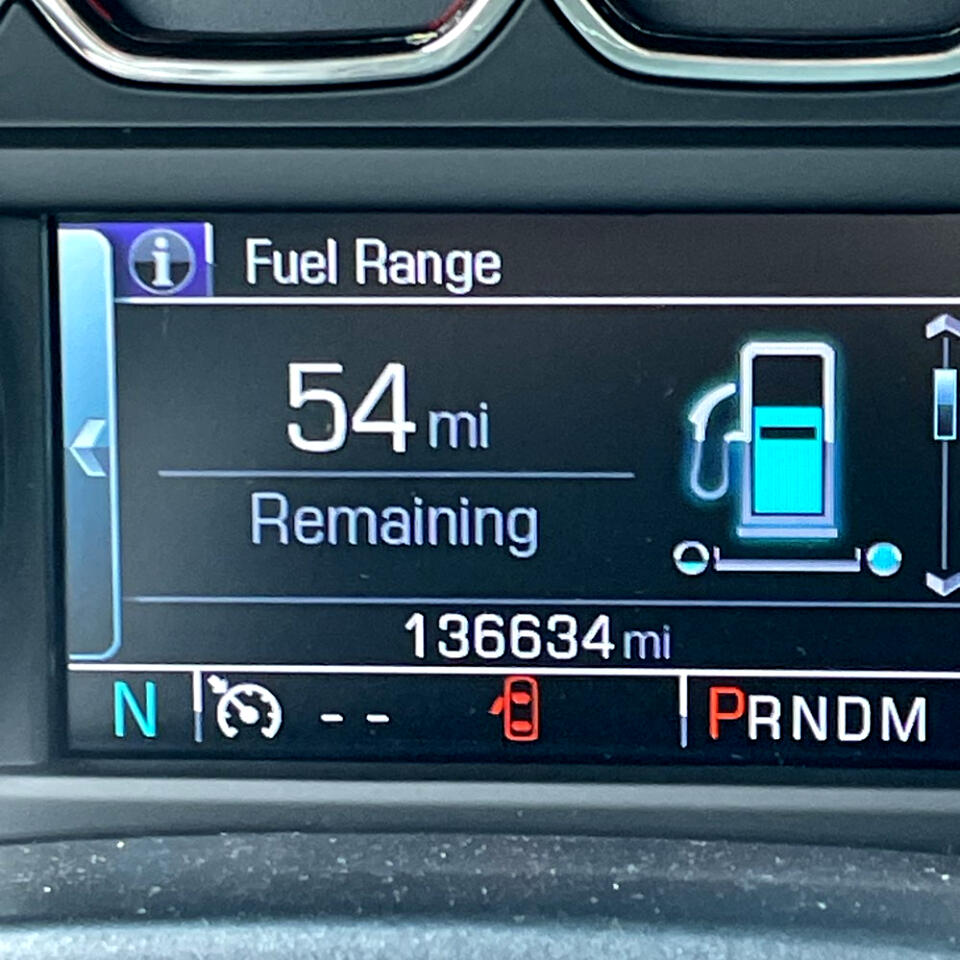 i Fuel Range
54 mi
Remaining
136634 mi
N -- PRNDM